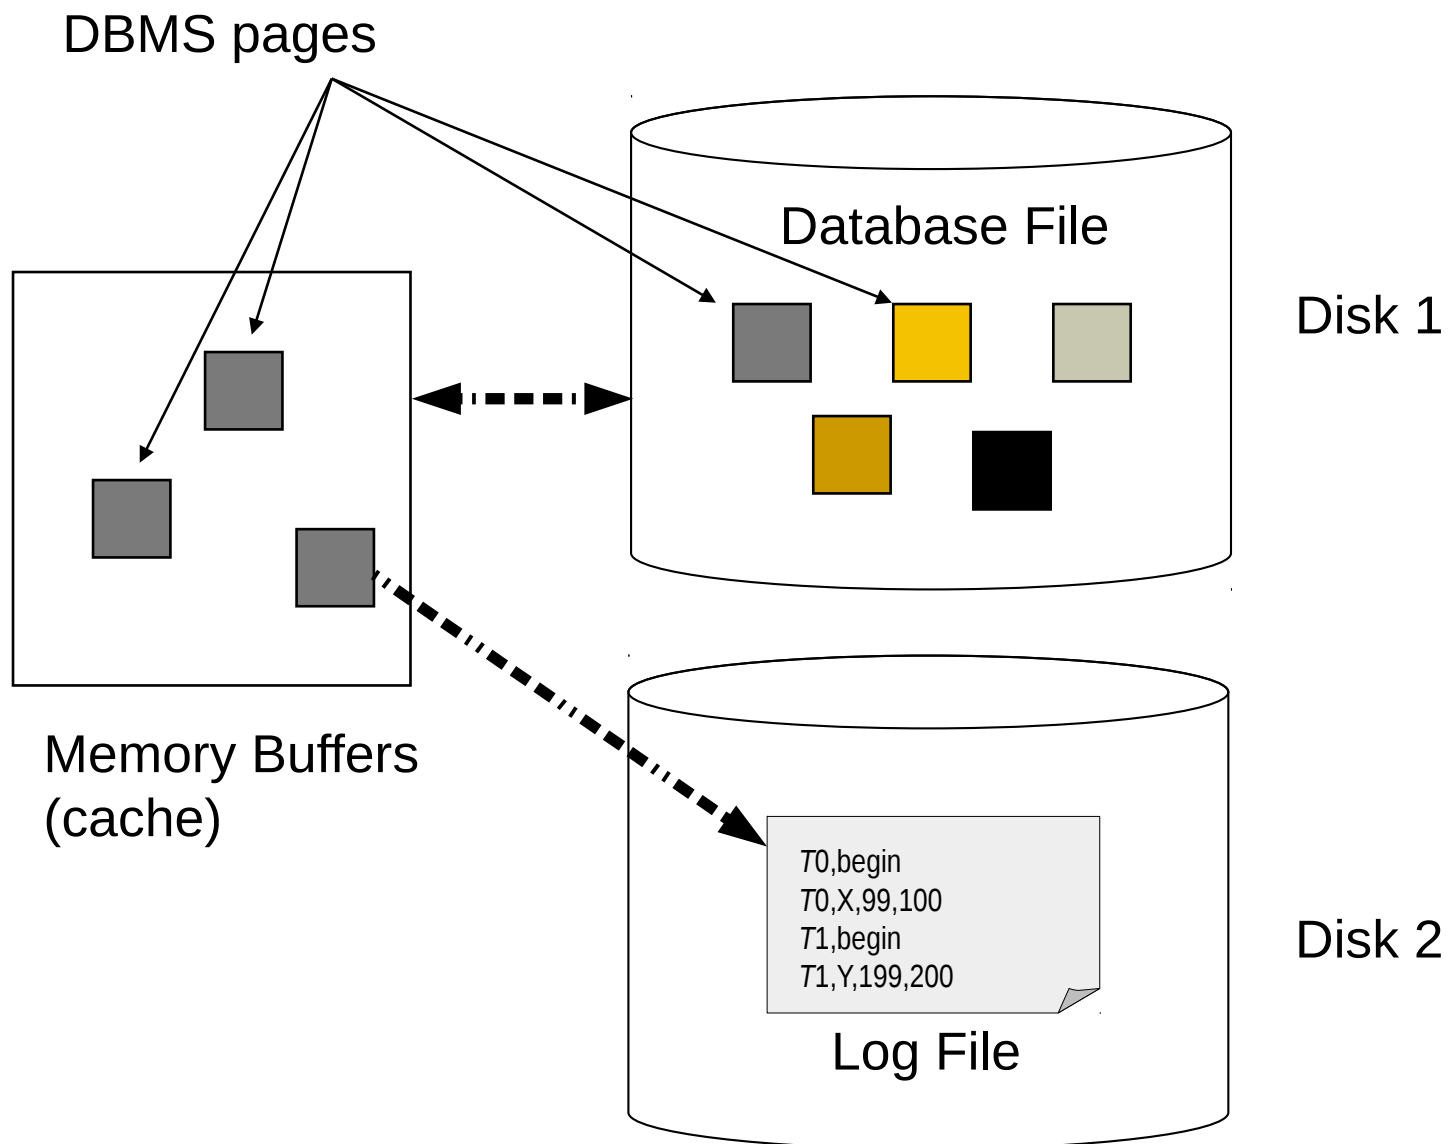 DBMS pages
Database File
Disk 1
Memory Buffers
(cache)
T0,begin
T0,X,99,100
T1,begin
T1,Y,199,200
Disk 2
Log File